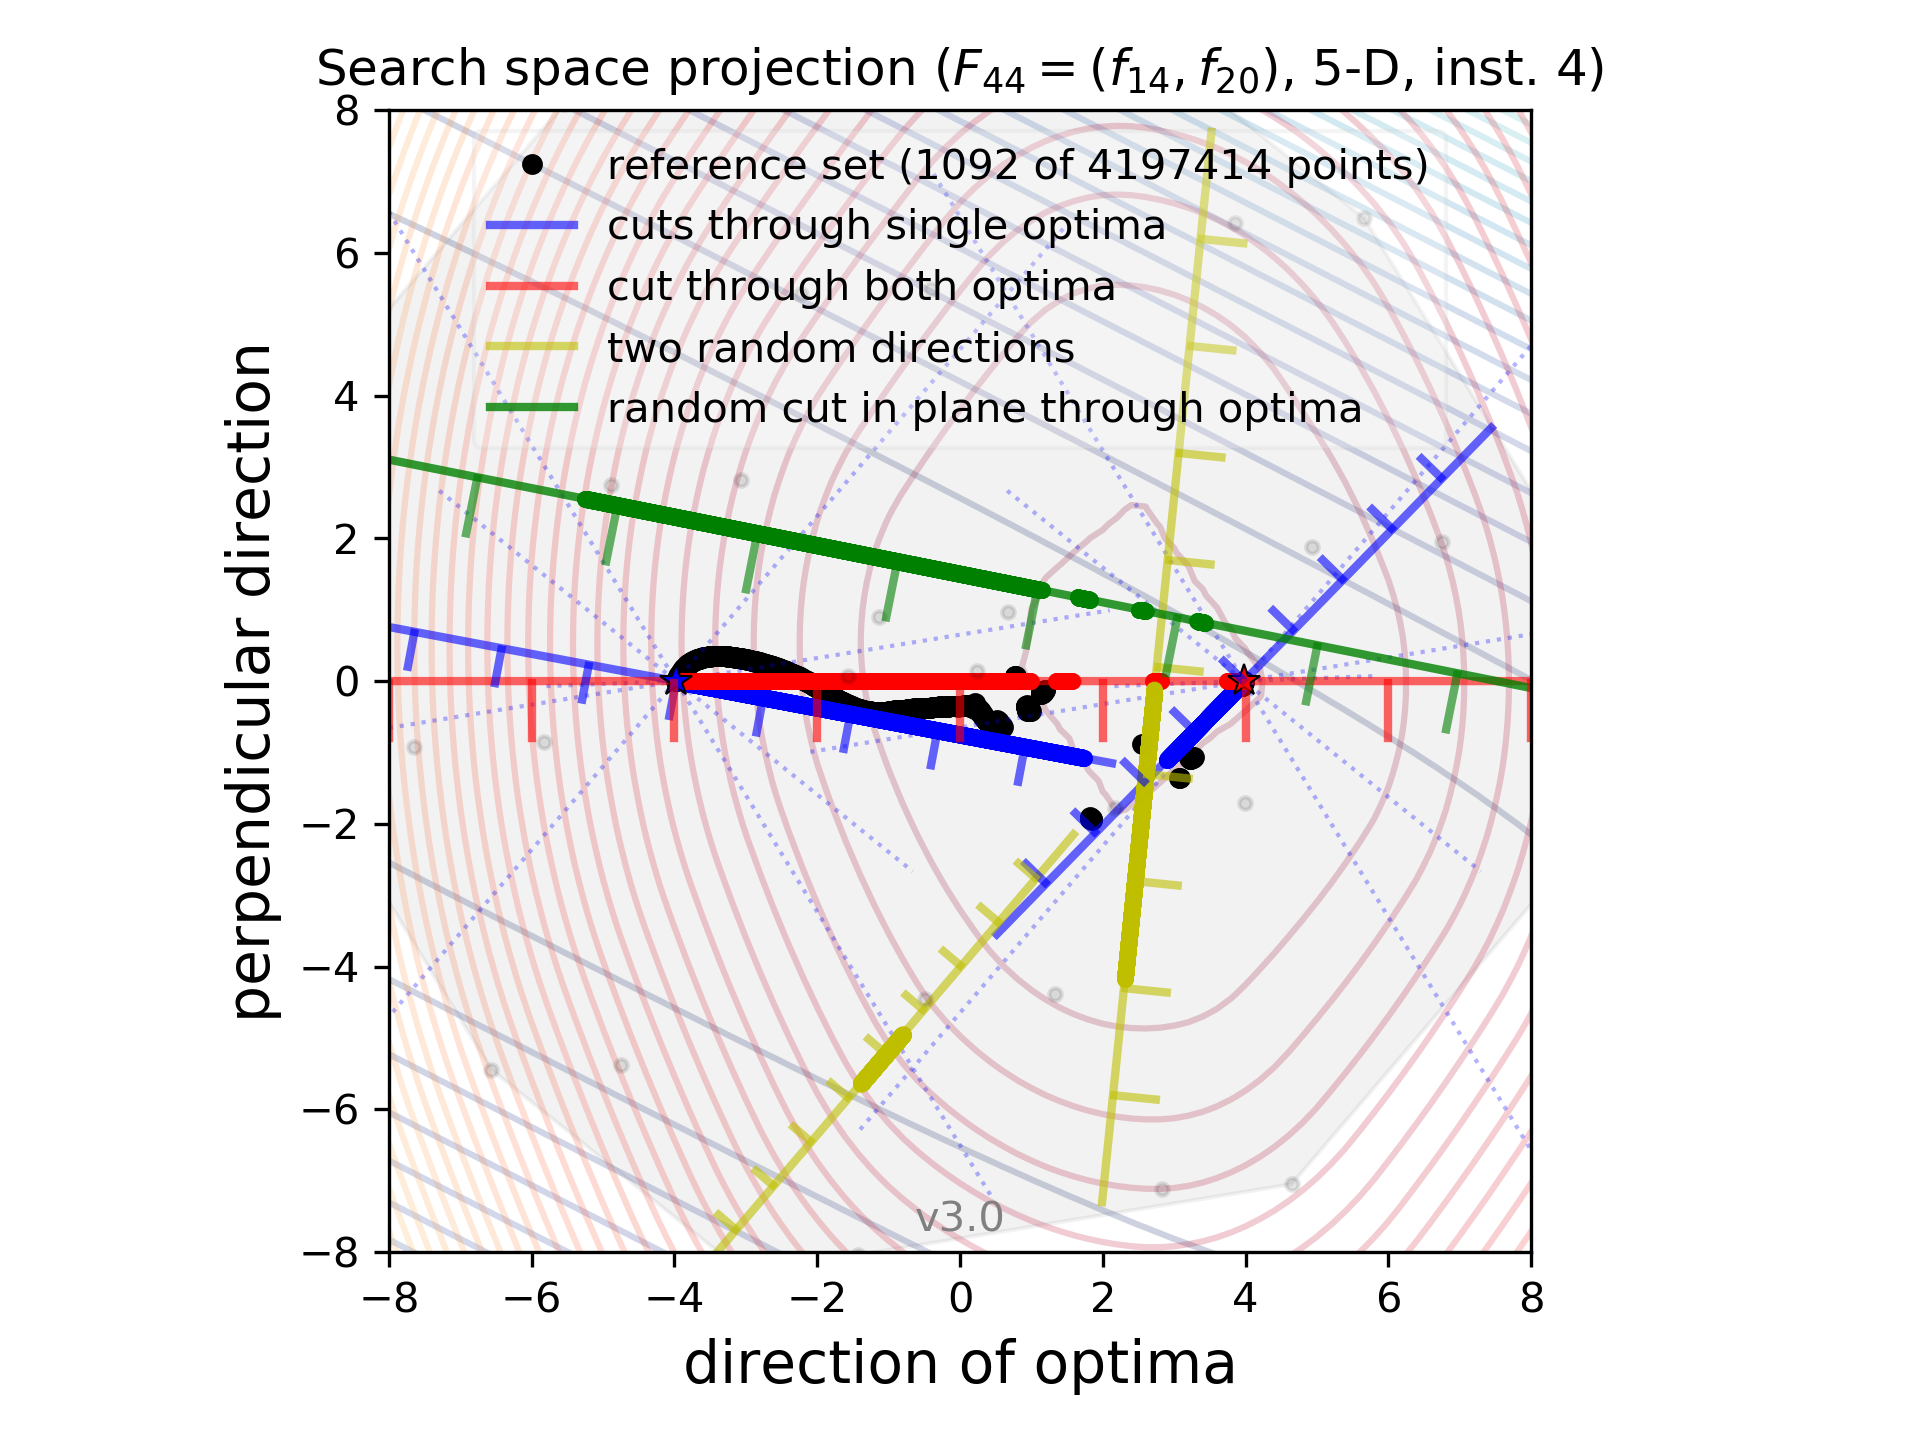 Search space projection (F44 = (f14, f20), 5-D, inst. 4)
8
6
4
2
0
−2
−4
−6
−8
perpendicular direction
reference set (1092 of 4197414 points)
cuts through single optima
cut through both optima
two random directions
random cut in plane through optima
v3.0
−8 −6 −4 −2 0 2 4 6 8
direction of optima